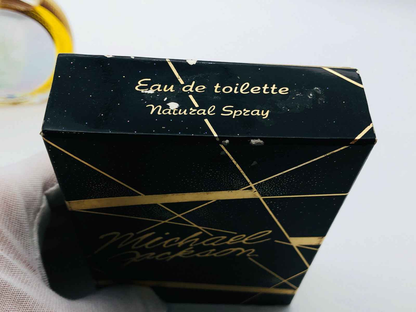 Eau de toilette
Natural Spray
Michael
Jackson